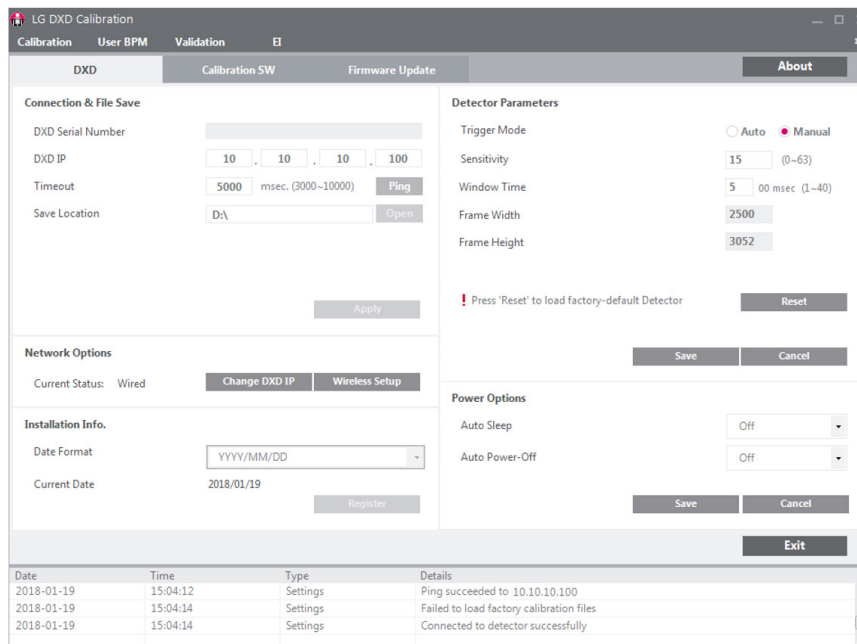 LG DXD Calibration
Calibration User BPM Validation EI
DXD Calibration SW Firmware Update About
Connection & File Save
DXD Serial Number
DXD IP 10 . 10 . 10 . 100
Timeout 5000 msec. (3000~10000) Ping
Save Location D:\ Open
Apply
Network Options
Current Status: Wired Change DXD IP Wireless Setup
Installation Info.
Date Format YYYY/MM/DD
Current Date 2018/01/19
Register
Detector Parameters
Trigger Mode Auto Manual
Sensitivity 15 (0~63)
Window Time 5 00 msec (1~40)
Frame Width 2500
Frame Height 3052
! Press 'Reset' to load factory-default Detector Reset
Save Cancel
Power Options
Auto Sleep Off
Auto Power-Off Off
Save Cancel
Exit
Date Time Type Details
2018-01-19 15:04:12 Settings Ping succeeded to 10.10.10.100
2018-01-19 15:04:14 Settings Failed to load factory calibration files
2018-01-19 15:04:14 Settings Connected to detector successfully